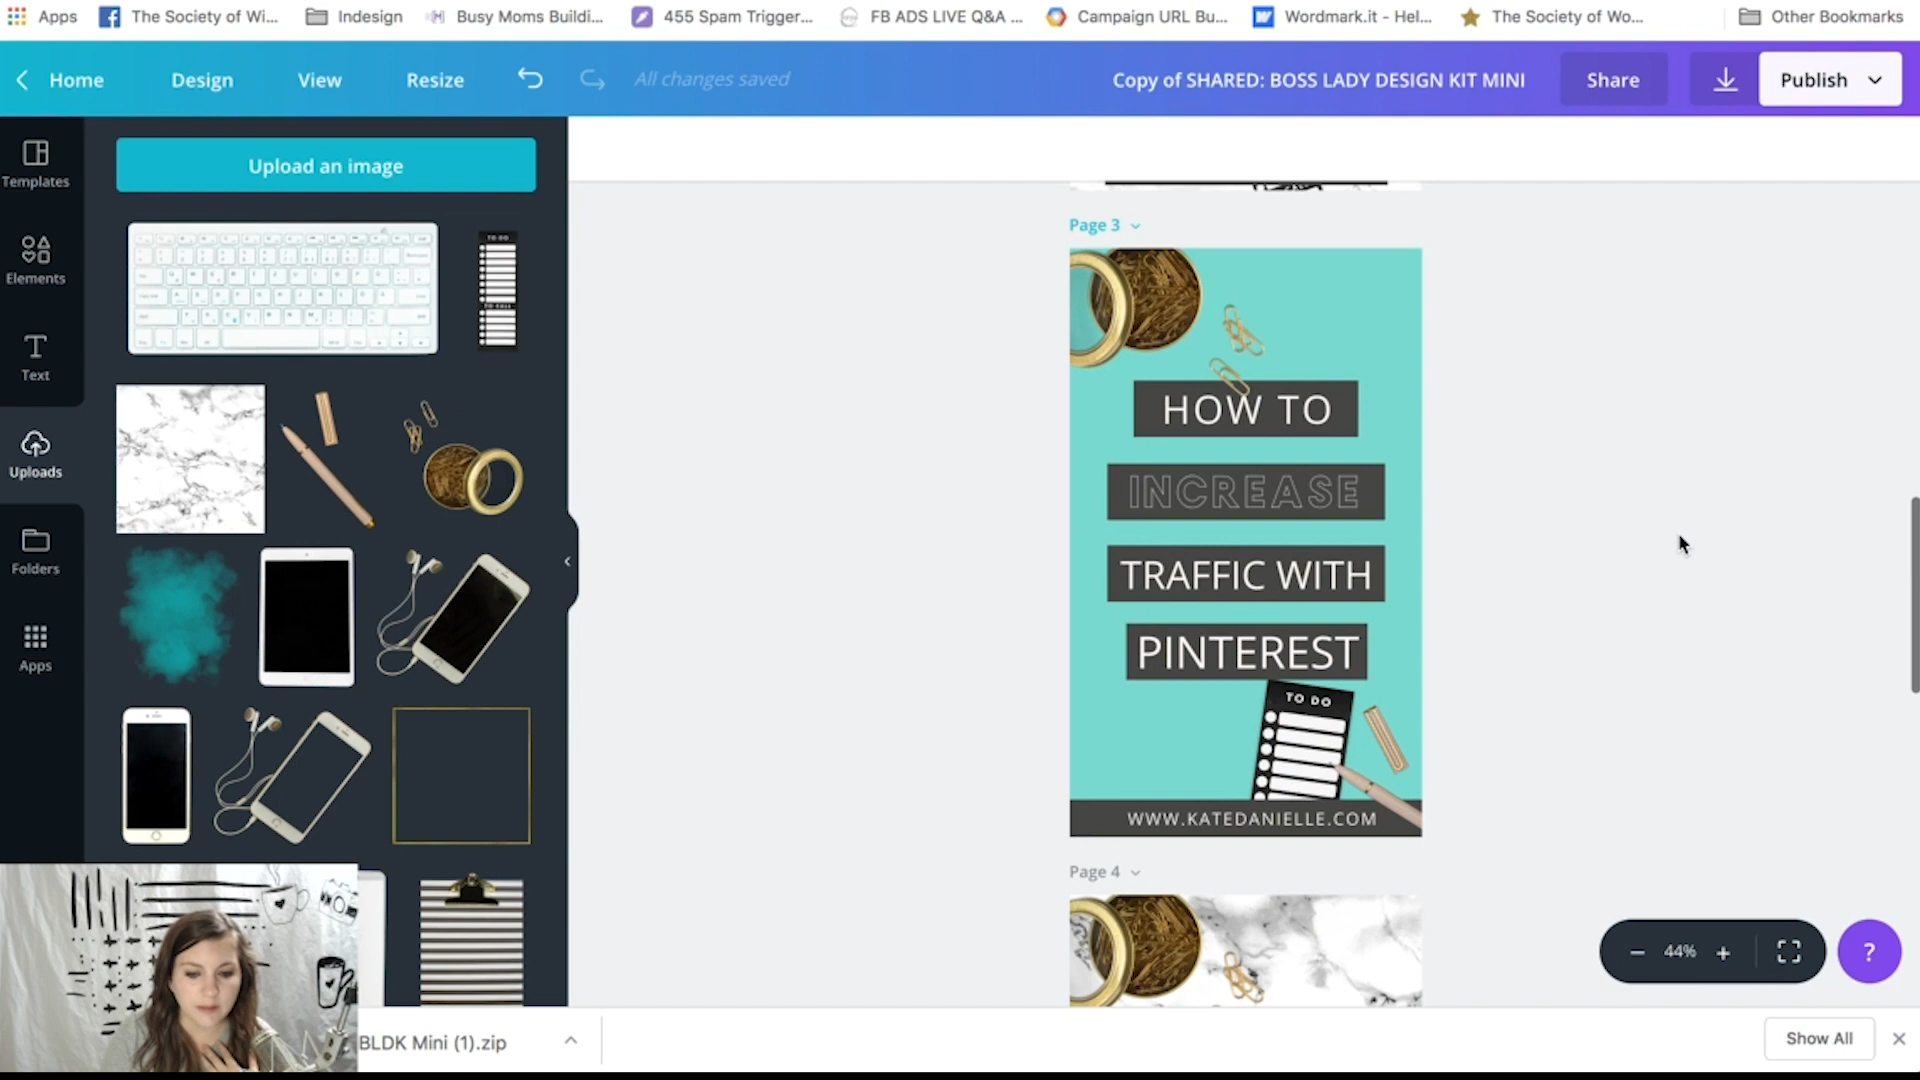 Apps
The Society of Wi...
Indesign
Busy Moms Buildi...
455 Spam Trigger...
FB ADS LIVE Q&A ...
Campaign URL Bu...
Wordmark.it - Hel...
The Society of Wo...
Other Bookmarks
Home
Design
View
Resize
All changes saved
Copy of SHARED: BOSS LADY DESIGN KIT MINI
Share
Publish
Templates
Elements
Text
Uploads
Folders
Apps
Upload an image
TO DO
Page 3
HOW TO
INCREASE
TRAFFIC WITH
PINTEREST
TO DO
WWW.KATEDANIELLE.COM
Page 4
44%
?
BLDK Mini (1).zip
Show All